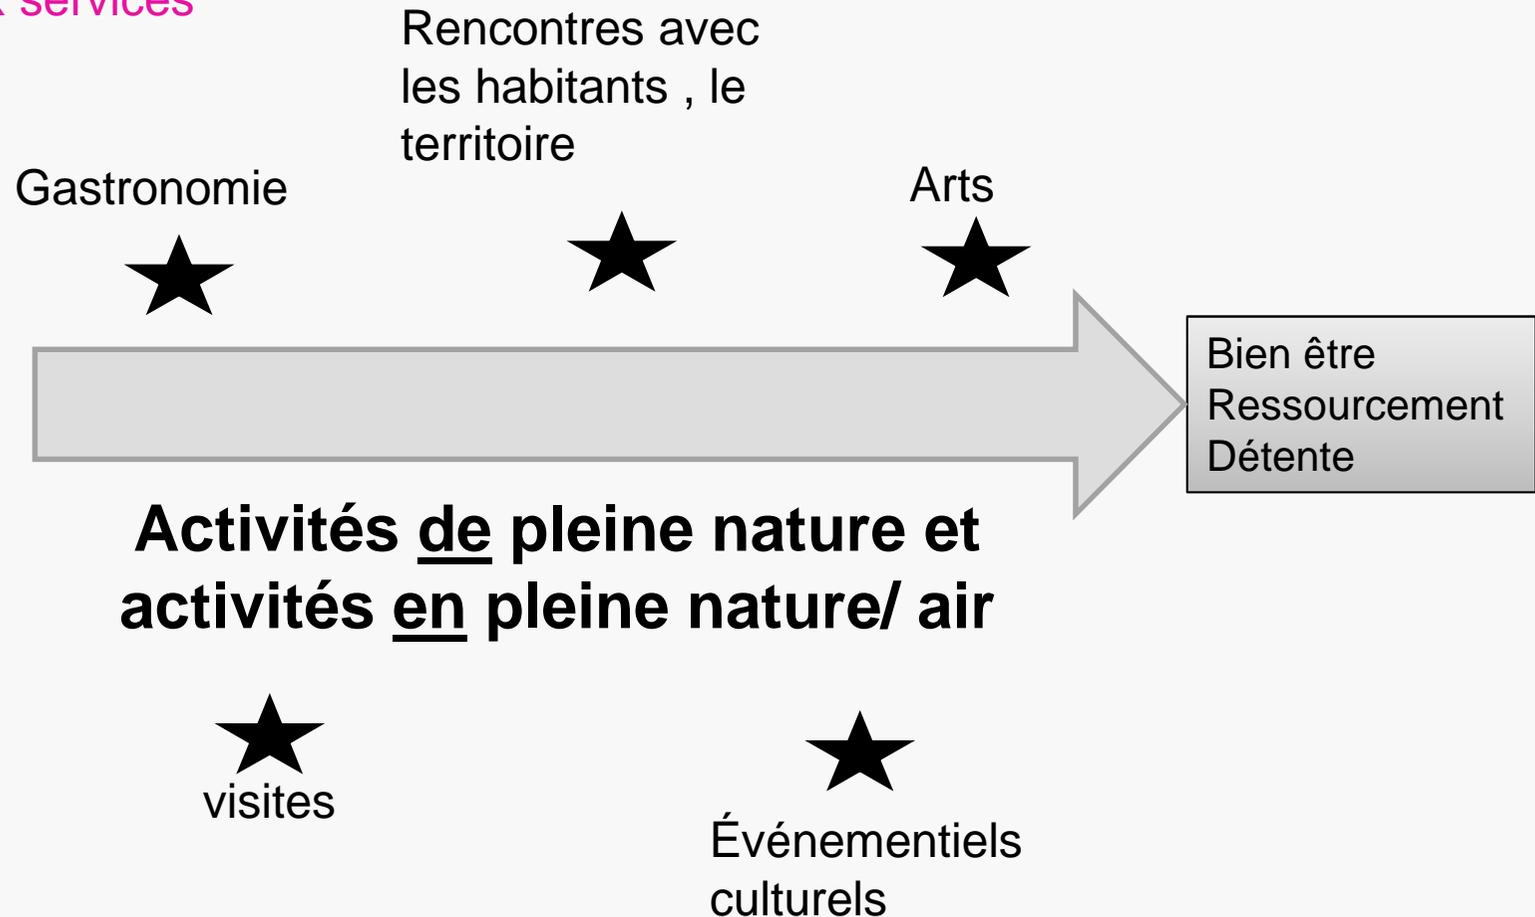 services
Rencontres avec
les habitants , le
territoire
Gastronomie
Arts
Bien être
Ressourcement
Détente
Activités de pleine nature et
activités en pleine nature/ air
visites
Événementiels
culturels